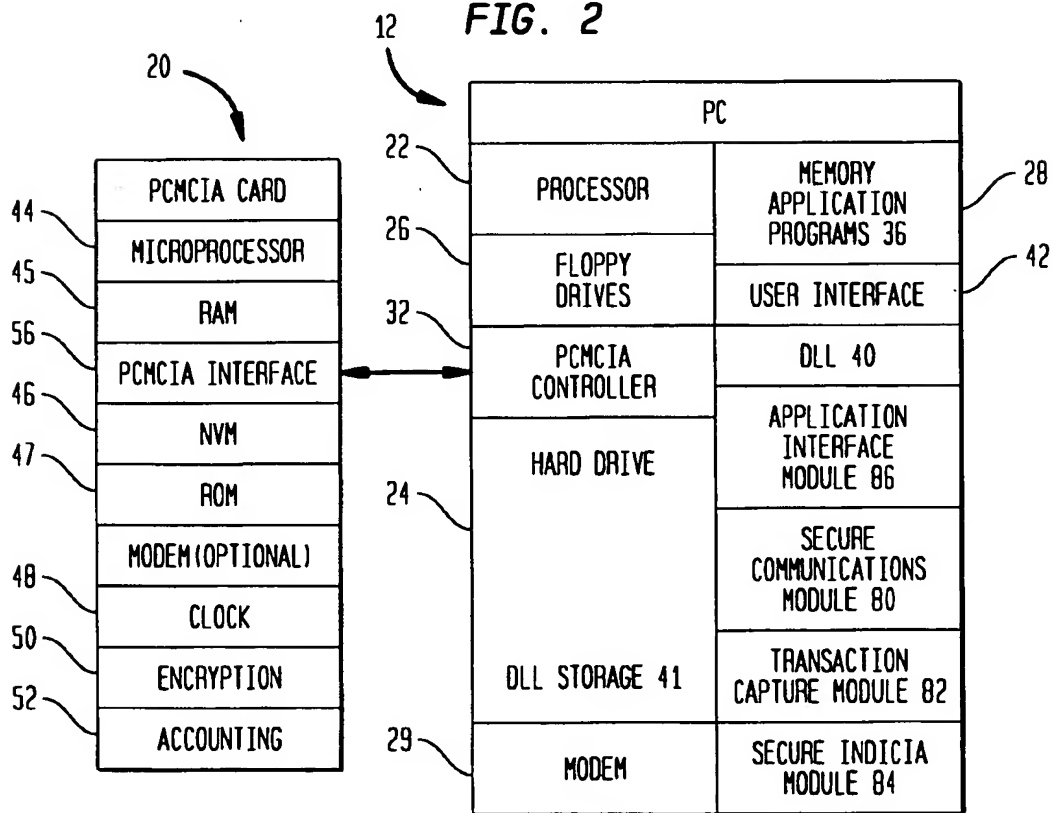 FIG. 2
12
20
PCMCIA CARD
44
MICROPROCESSOR
45
RAM
56
PCMCIA INTERFACE
46
NVM
47
ROM
MODEM(OPTIONAL)
48
CLOCK
50
ENCRYPTION
52
ACCOUNTING
PC
22
PROCESSOR
26
FLOPPY
DRIVES
32
PCMCIA
CONTROLLER
24
HARD DRIVE
DLL STORAGE 41
29
MODEM
MEMORY
APPLICATION
PROGRAMS 36
28
USER INTERFACE
42
DLL 40
APPLICATION
INTERFACE
MODULE 86
SECURE
COMMUNICATIONS
MODULE 80
TRANSACTION
CAPTURE MODULE 82
SECURE INDICIA
MODULE 84